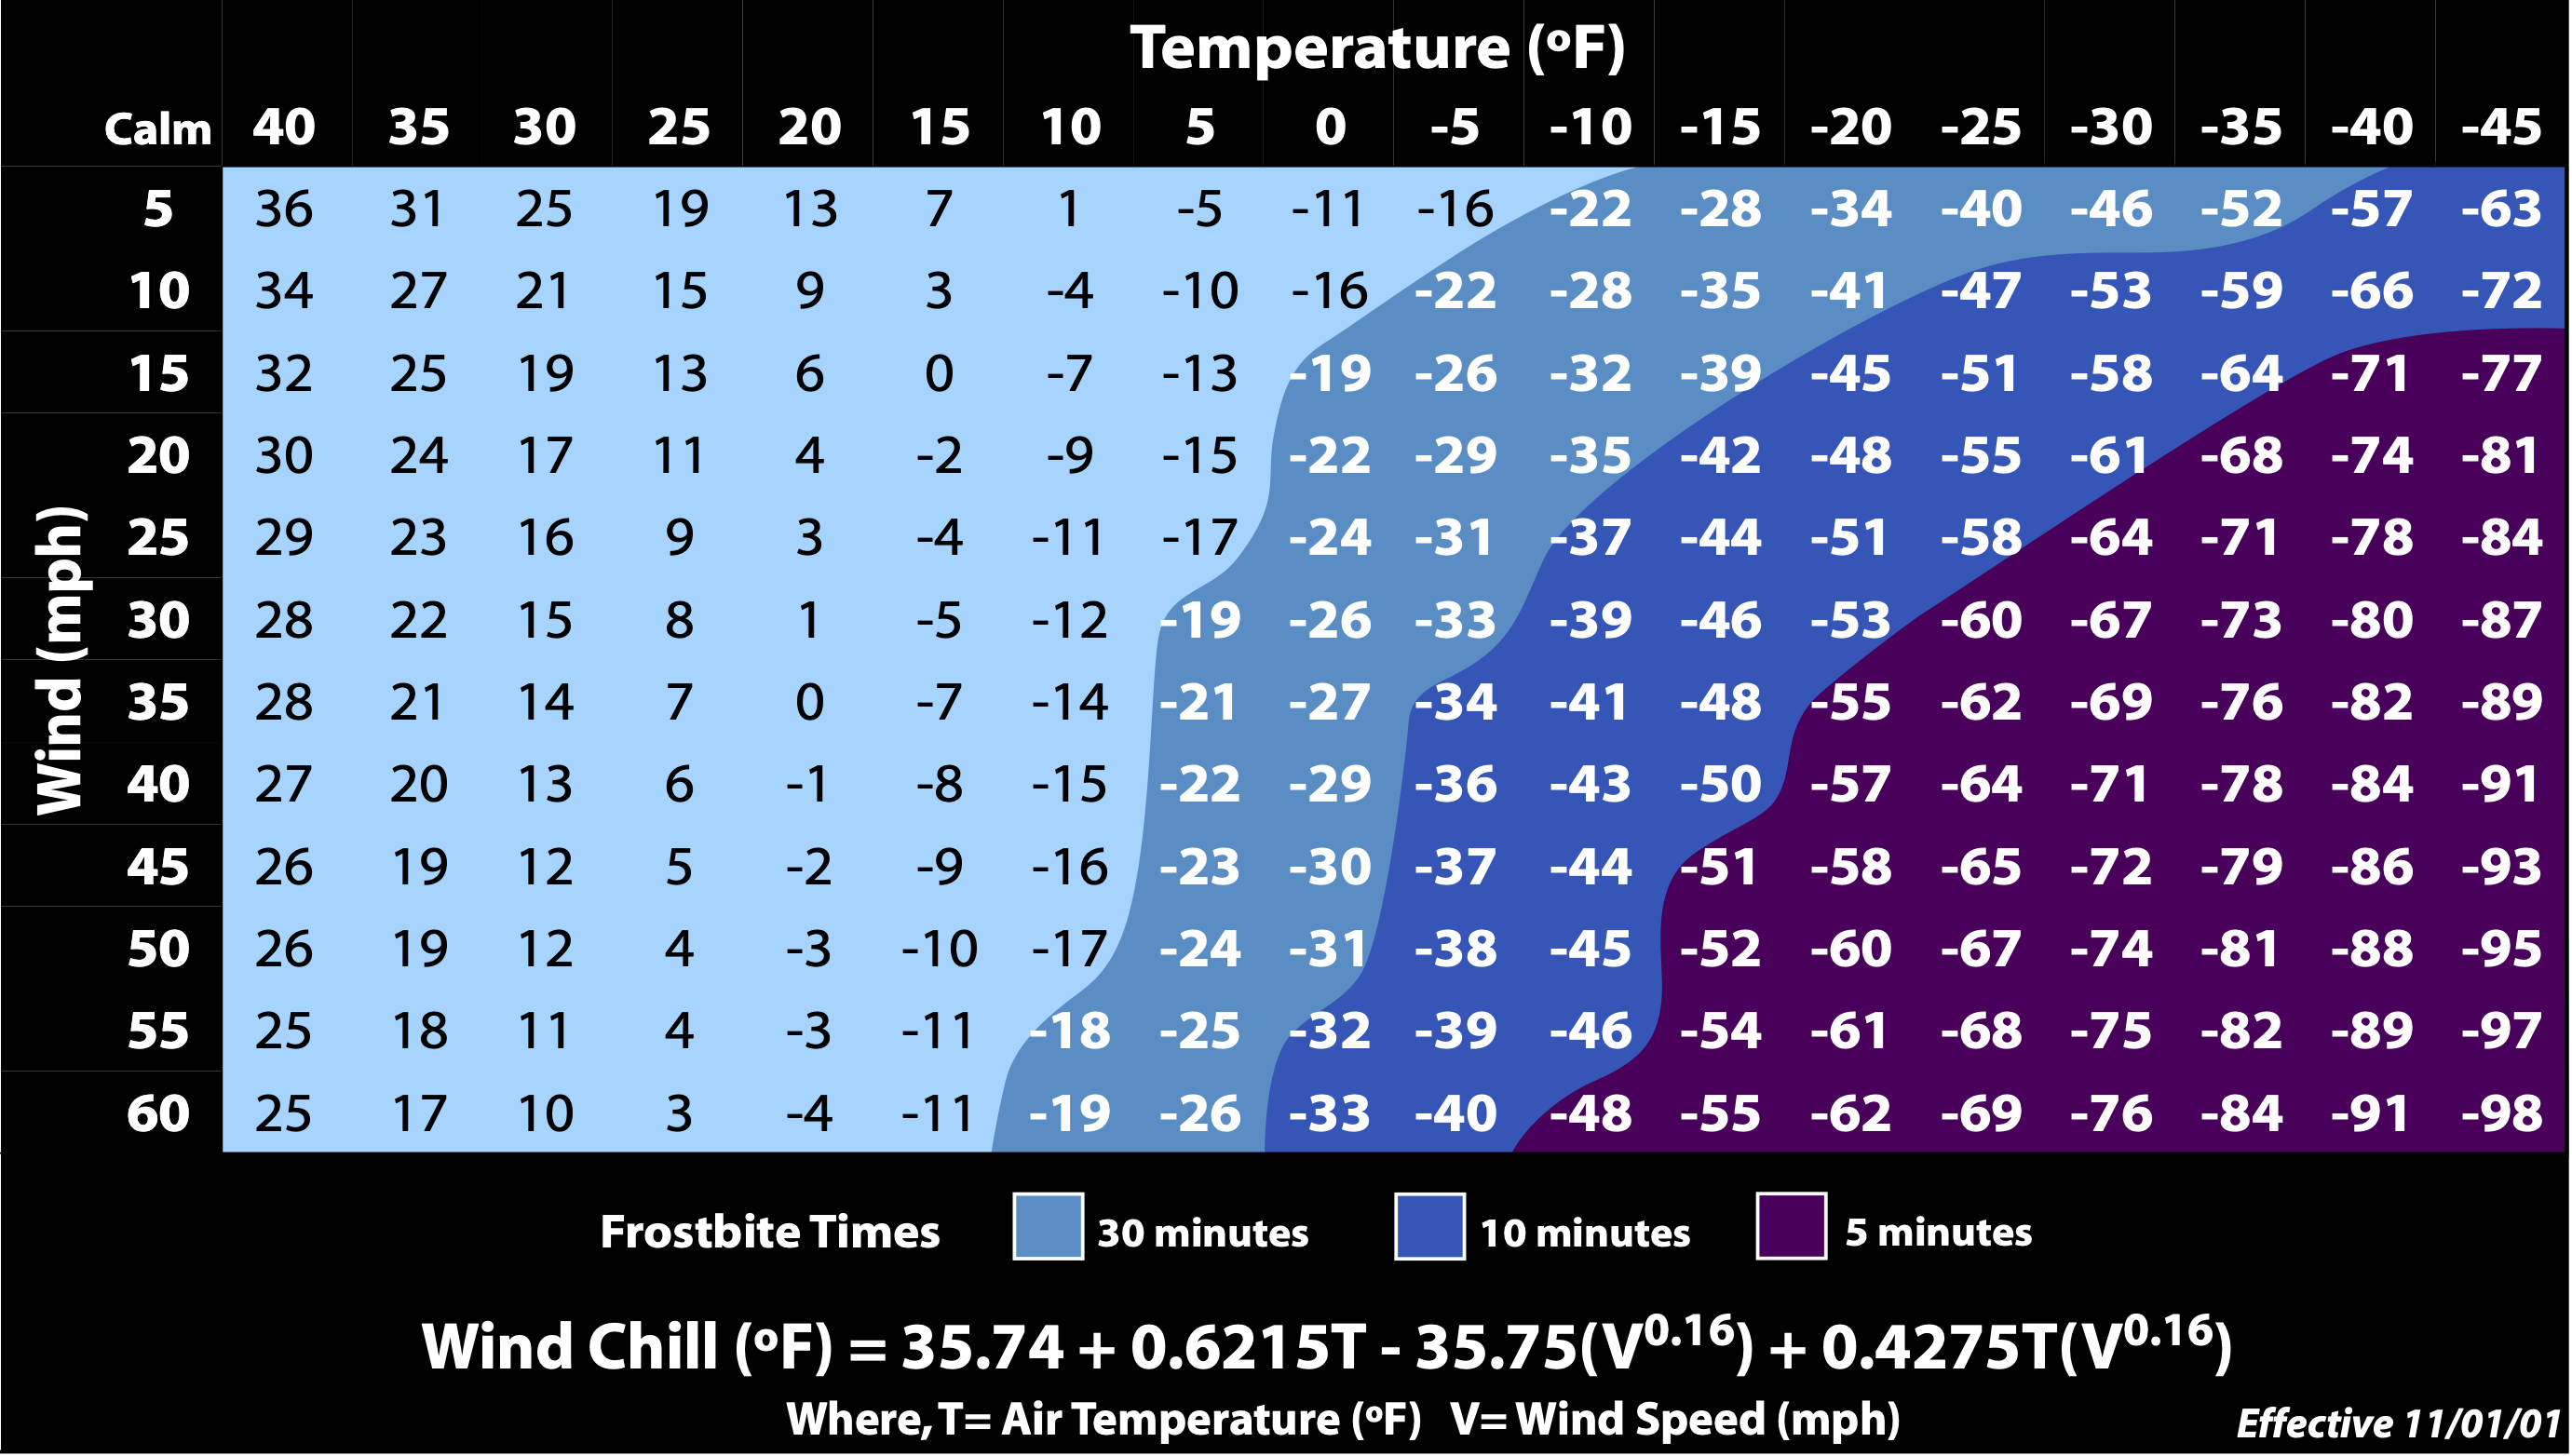 Temperature (ºF)
Calm 40 35 30 25 20 15 10 5 0 -5 -10 -15 -20 -25 -30 -35 -40 -45
Wind (mph)
5 36 31 25 19 13 7 1 -5 -11 -16 -22 -28 -34 -40 -46 -52 -57 -63
10 34 27 21 15 9 3 -4 -10 -16 -22 -28 -35 -41 -47 -53 -59 -66 -72
15 32 25 19 13 6 0 -7 -13 -19 -26 -32 -39 -45 -51 -58 -64 -71 -77
20 30 24 17 11 4 -2 -9 -15 -22 -29 -35 -42 -48 -55 -61 -68 -74 -81
25 29 23 16 9 3 -4 -11 -17 -24 -31 -37 -44 -51 -58 -64 -71 -78 -84
30 28 22 15 8 1 -5 -12 -19 -26 -33 -39 -46 -53 -60 -67 -73 -80 -87
35 28 21 14 7 0 -7 -14 -21 -27 -34 -41 -48 -55 -62 -69 -76 -82 -89
40 27 20 13 6 -1 -8 -15 -22 -29 -36 -43 -50 -57 -64 -71 -78 -84 -91
45 26 19 12 5 -2 -9 -16 -23 -30 -37 -44 -51 -58 -65 -72 -79 -86 -93
50 26 19 12 4 -3 -10 -17 -24 -31 -38 -45 -52 -60 -67 -74 -81 -88 -95
55 25 18 11 4 -3 -11 -18 -25 -32 -39 -46 -54 -61 -68 -75 -82 -89 -97
60 25 17 10 3 -4 -11 -19 -26 -33 -40 -48 -55 -62 -69 -76 -84 -91 -98
Frostbite Times 30 minutes 10 minutes 5 minutes
Wind Chill (ºF) = 35.74 + 0.6215T - 35.75(V^0.16) + 0.4275T(V^0.16)
Where, T= Air Temperature (ºF) V= Wind Speed (mph)
Effective 11/01/01